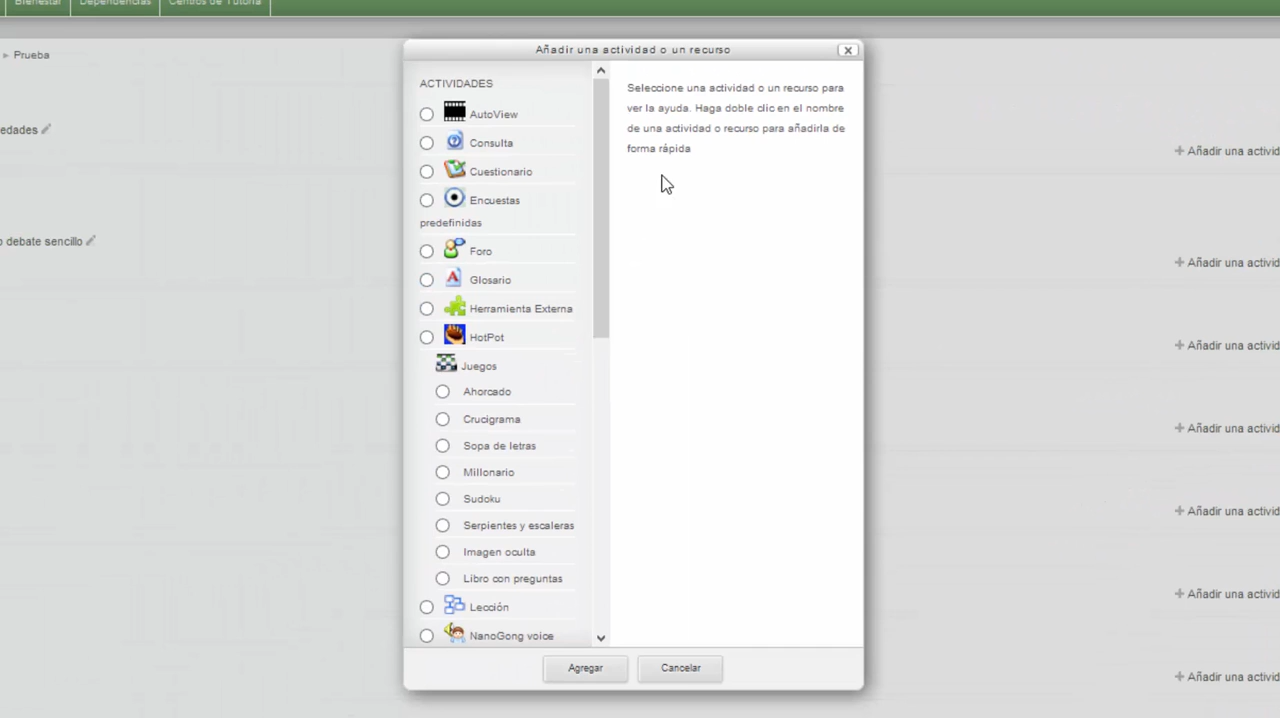 Bienestar
Dependencias
Centros de Tutoría
Prueba
edades
o debate sencillo
Añadir una actividad o un recurso
x
ACTIVIDADES
AutoView
Consulta
Cuestionario
Encuestas
predefinidas
Foro
Glosario
Herramienta Externa
HotPot
Juegos
Ahorcado
Crucigrama
Sopa de letras
Millonario
Sudoku
Serpientes y escaleras
Imagen oculta
Libro con preguntas
Lección
NanoGong voice
Seleccione una actividad o un recurso para
ver la ayuda. Haga doble clic en el nombre
de una actividad o recurso para añadirla de
forma rápida
Agregar
Cancelar
Añadir una activid
Añadir una activid
Añadir una activid
Añadir una activid
Añadir una activid
Añadir una activid
Añadir una activid